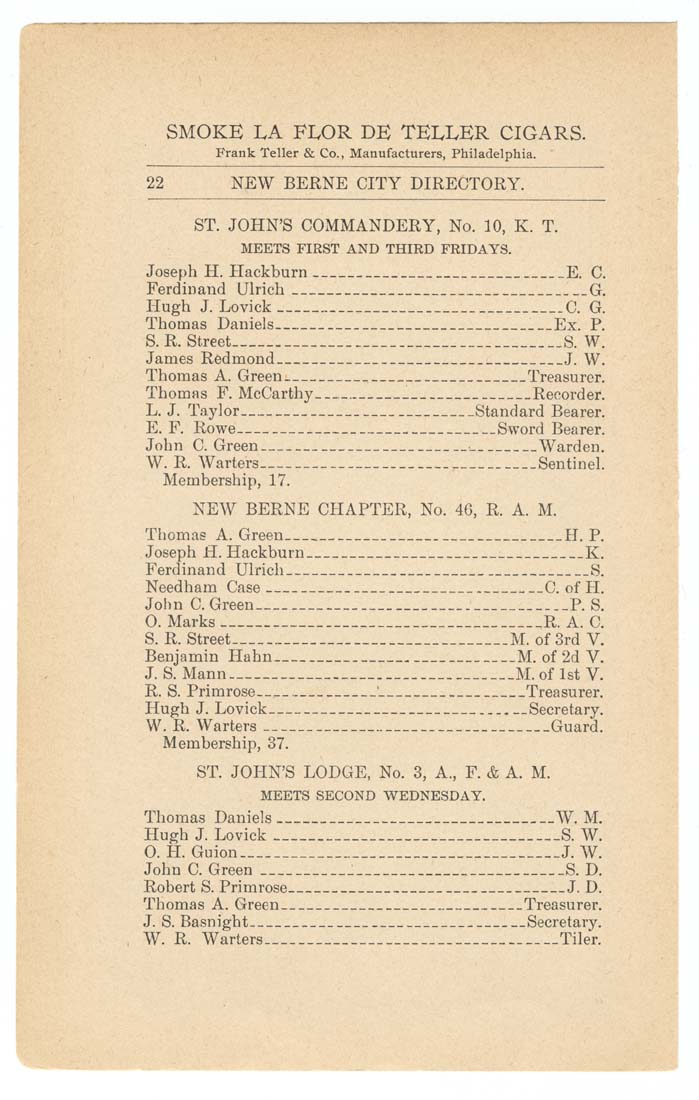 SMOKE LA FLOR DE TELLER CIGARS.
Frank Teller & Co., Manufacturers, Philadelphia.
22 NEW BERNE CITY DIRECTORY.
ST. JOHN'S COMMANDERY, No. 10, K. T.
MEETS FIRST AND THIRD FRIDAYS.
Joseph H. Hackburn ---- E. C.
Ferdinand Ulrich ---- G.
Hugh J. Lovick ---- C. G.
Thomas Daniels ---- Ex. P.
S. R. Street ---- S. W.
James Redmond ---- J. W.
Thomas A. Green ---- Treasurer.
Thomas F. McCarthy ---- Recorder.
L. J. Taylor ---- Standard Bearer.
E. F. Rowe ---- Sword Bearer.
John C. Green ---- Warden.
W. R. Warters ---- Sentinel.
Membership, 17.
NEW BERNE CHAPTER, No. 46, R. A. M.
Thomas A. Green ---- H. P.
Joseph H. Hackburn ---- K.
Ferdinand Ulrich ---- S.
Needham Case ---- C. of H.
John C. Green ---- P. S.
O. Marks ---- R. A. C.
S. R. Street ---- M. of 3rd V.
Benjamin Hahn ---- M. of 2d V.
J. S. Mann ---- M. of 1st V.
R. S. Primrose ---- Treasurer.
Hugh J. Lovick ---- Secretary.
W. R. Warters ---- Guard.
Membership, 37.
ST. JOHN'S LODGE, No. 3, A., F. & A. M.
MEETS SECOND WEDNESDAY.
Thomas Daniels ---- W. M.
Hugh J. Lovick ---- S. W.
O. H. Guion ---- J. W.
John C. Green ---- S. D.
Robert S. Primrose ---- J. D.
Thomas A. Green ---- Treasurer.
J. S. Basnight ---- Secretary.
W. R. Warters ---- Tiler.